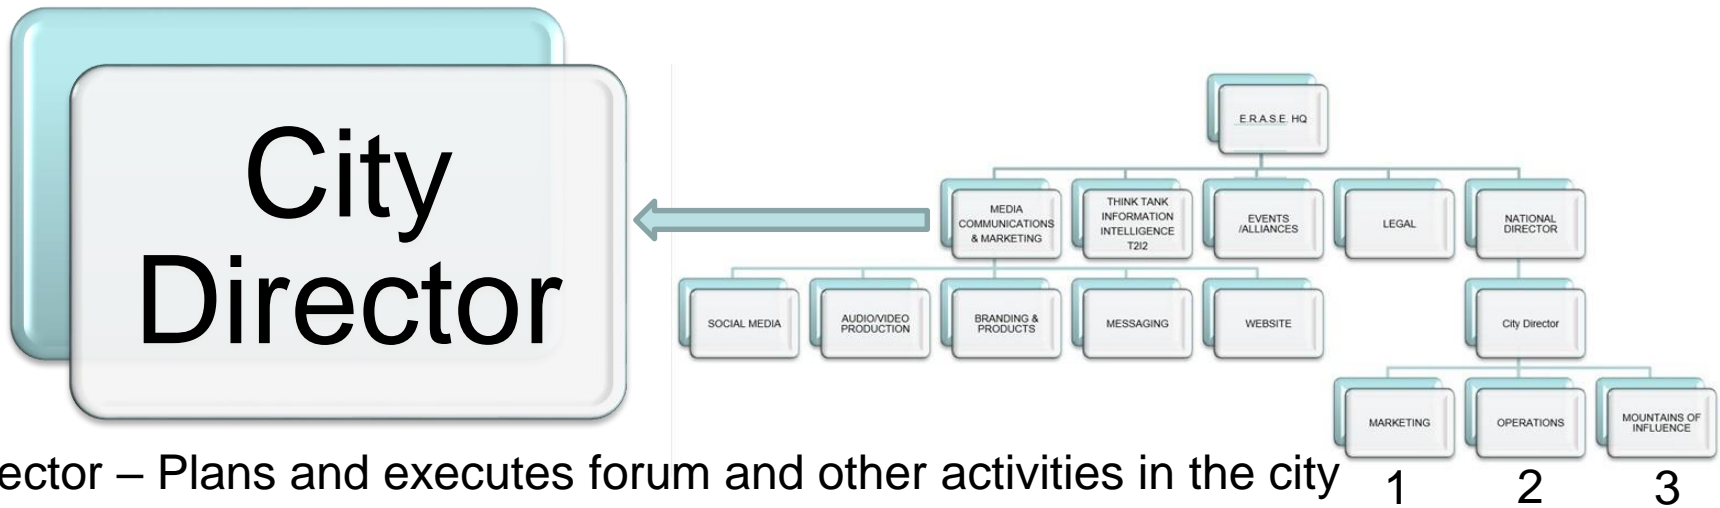 City
Director
E.R.A.S.E. HQ
MEDIA
COMMUNICATIONS
& MARKETING
THINK TANK
INFORMATION
INTELLIGENCE
T2I2
EVENTS
/ALLIANCES
LEGAL
NATIONAL
DIRECTOR
SOCIAL MEDIA
AUDIO/VIDEO
PRODUCTION
BRANDING &
PRODUCTS
MESSAGING
WEBSITE
City Director
MARKETING
OPERATIONS
MOUNTAINS OF
INFLUENCE
ector – Plans and executes forum and other activities in the city
1 2 3